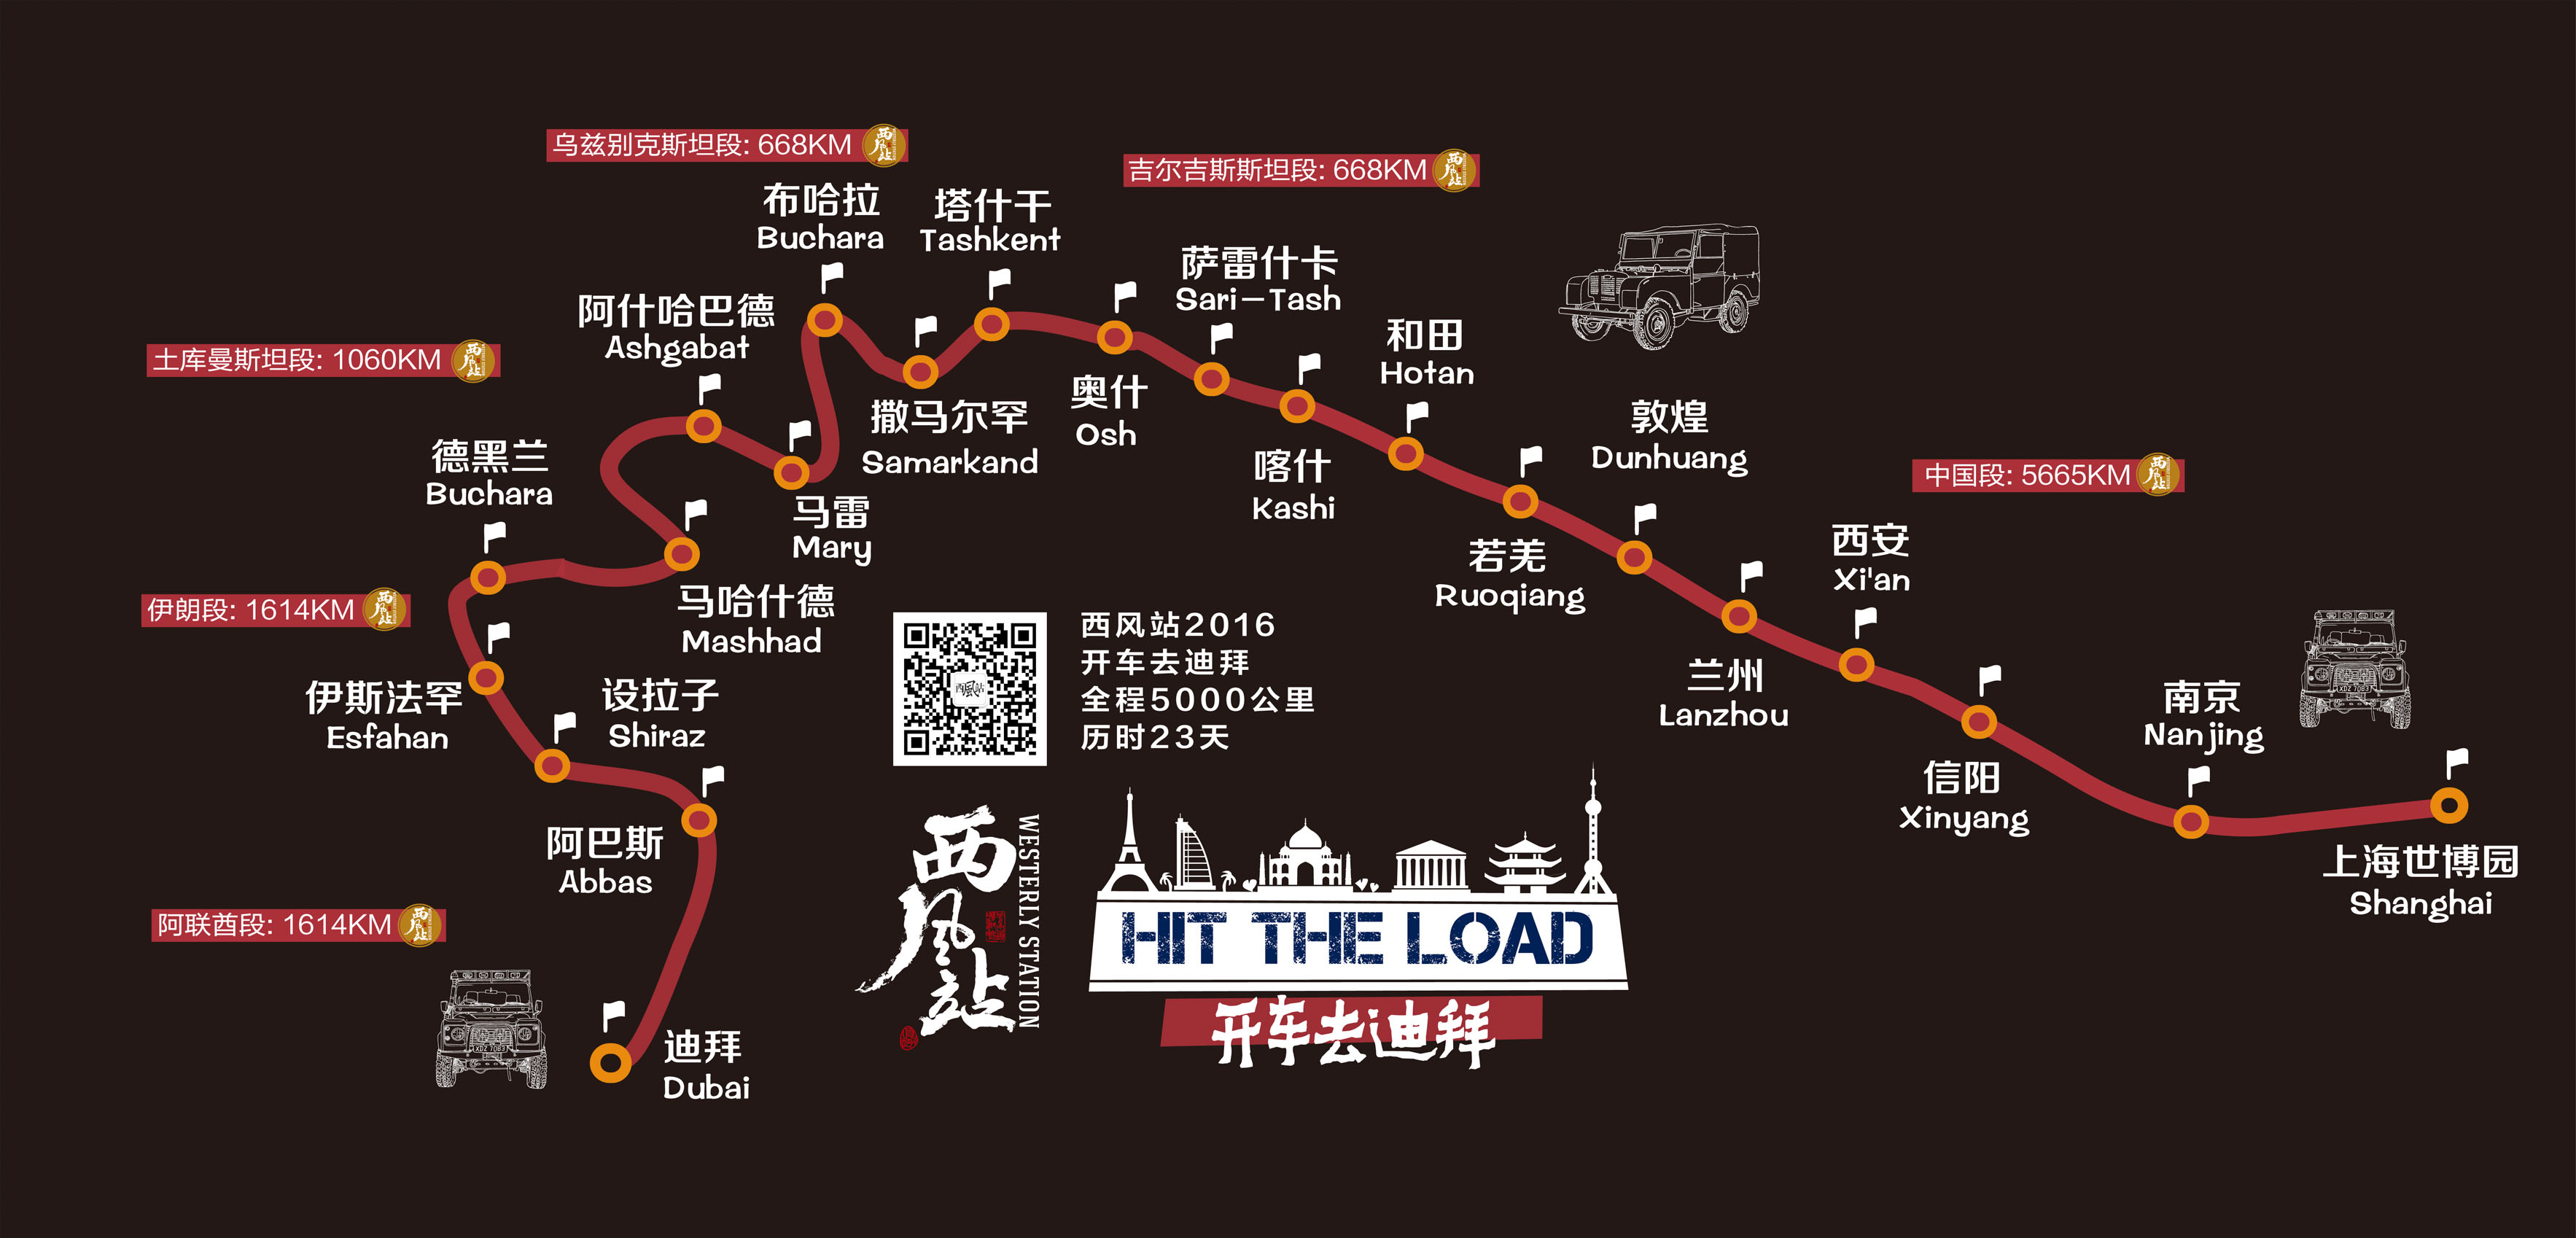 乌兹别克斯坦段: 668KM
吉尔吉斯斯坦段: 668KM
布哈拉
Buchara
塔什干
Tashkent
萨雷什卡
Sari-Tash
阿什哈巴德
Ashgabat
土库曼斯坦段: 1060KM
和田
Hotan
奥什
Osh
撒马尔罕
Samarkand
敦煌
Dunhuang
德黑兰
Buchara
喀什
Kashi
中国段: 5665KM
马雷
Mary
西安
Xi'an
若羌
Ruoqiang
伊朗段: 1614KM
马哈什德
Mashhad
西风站2016
开车去迪拜
全程5000公里
历时23天
西風站
伊斯法罕
Esfahan
设拉子
Shiraz
兰州
Lanzhou
南京
Nanjing
XDZ 7083
信阳
Xinyang
阿巴斯
Abbas
上海世博园
Shanghai
阿联酋段: 1614KM
西风站
WESTERLY STATION
HIT THE LOAD
开车去迪拜
XDZ 7083
迪拜
Dubai